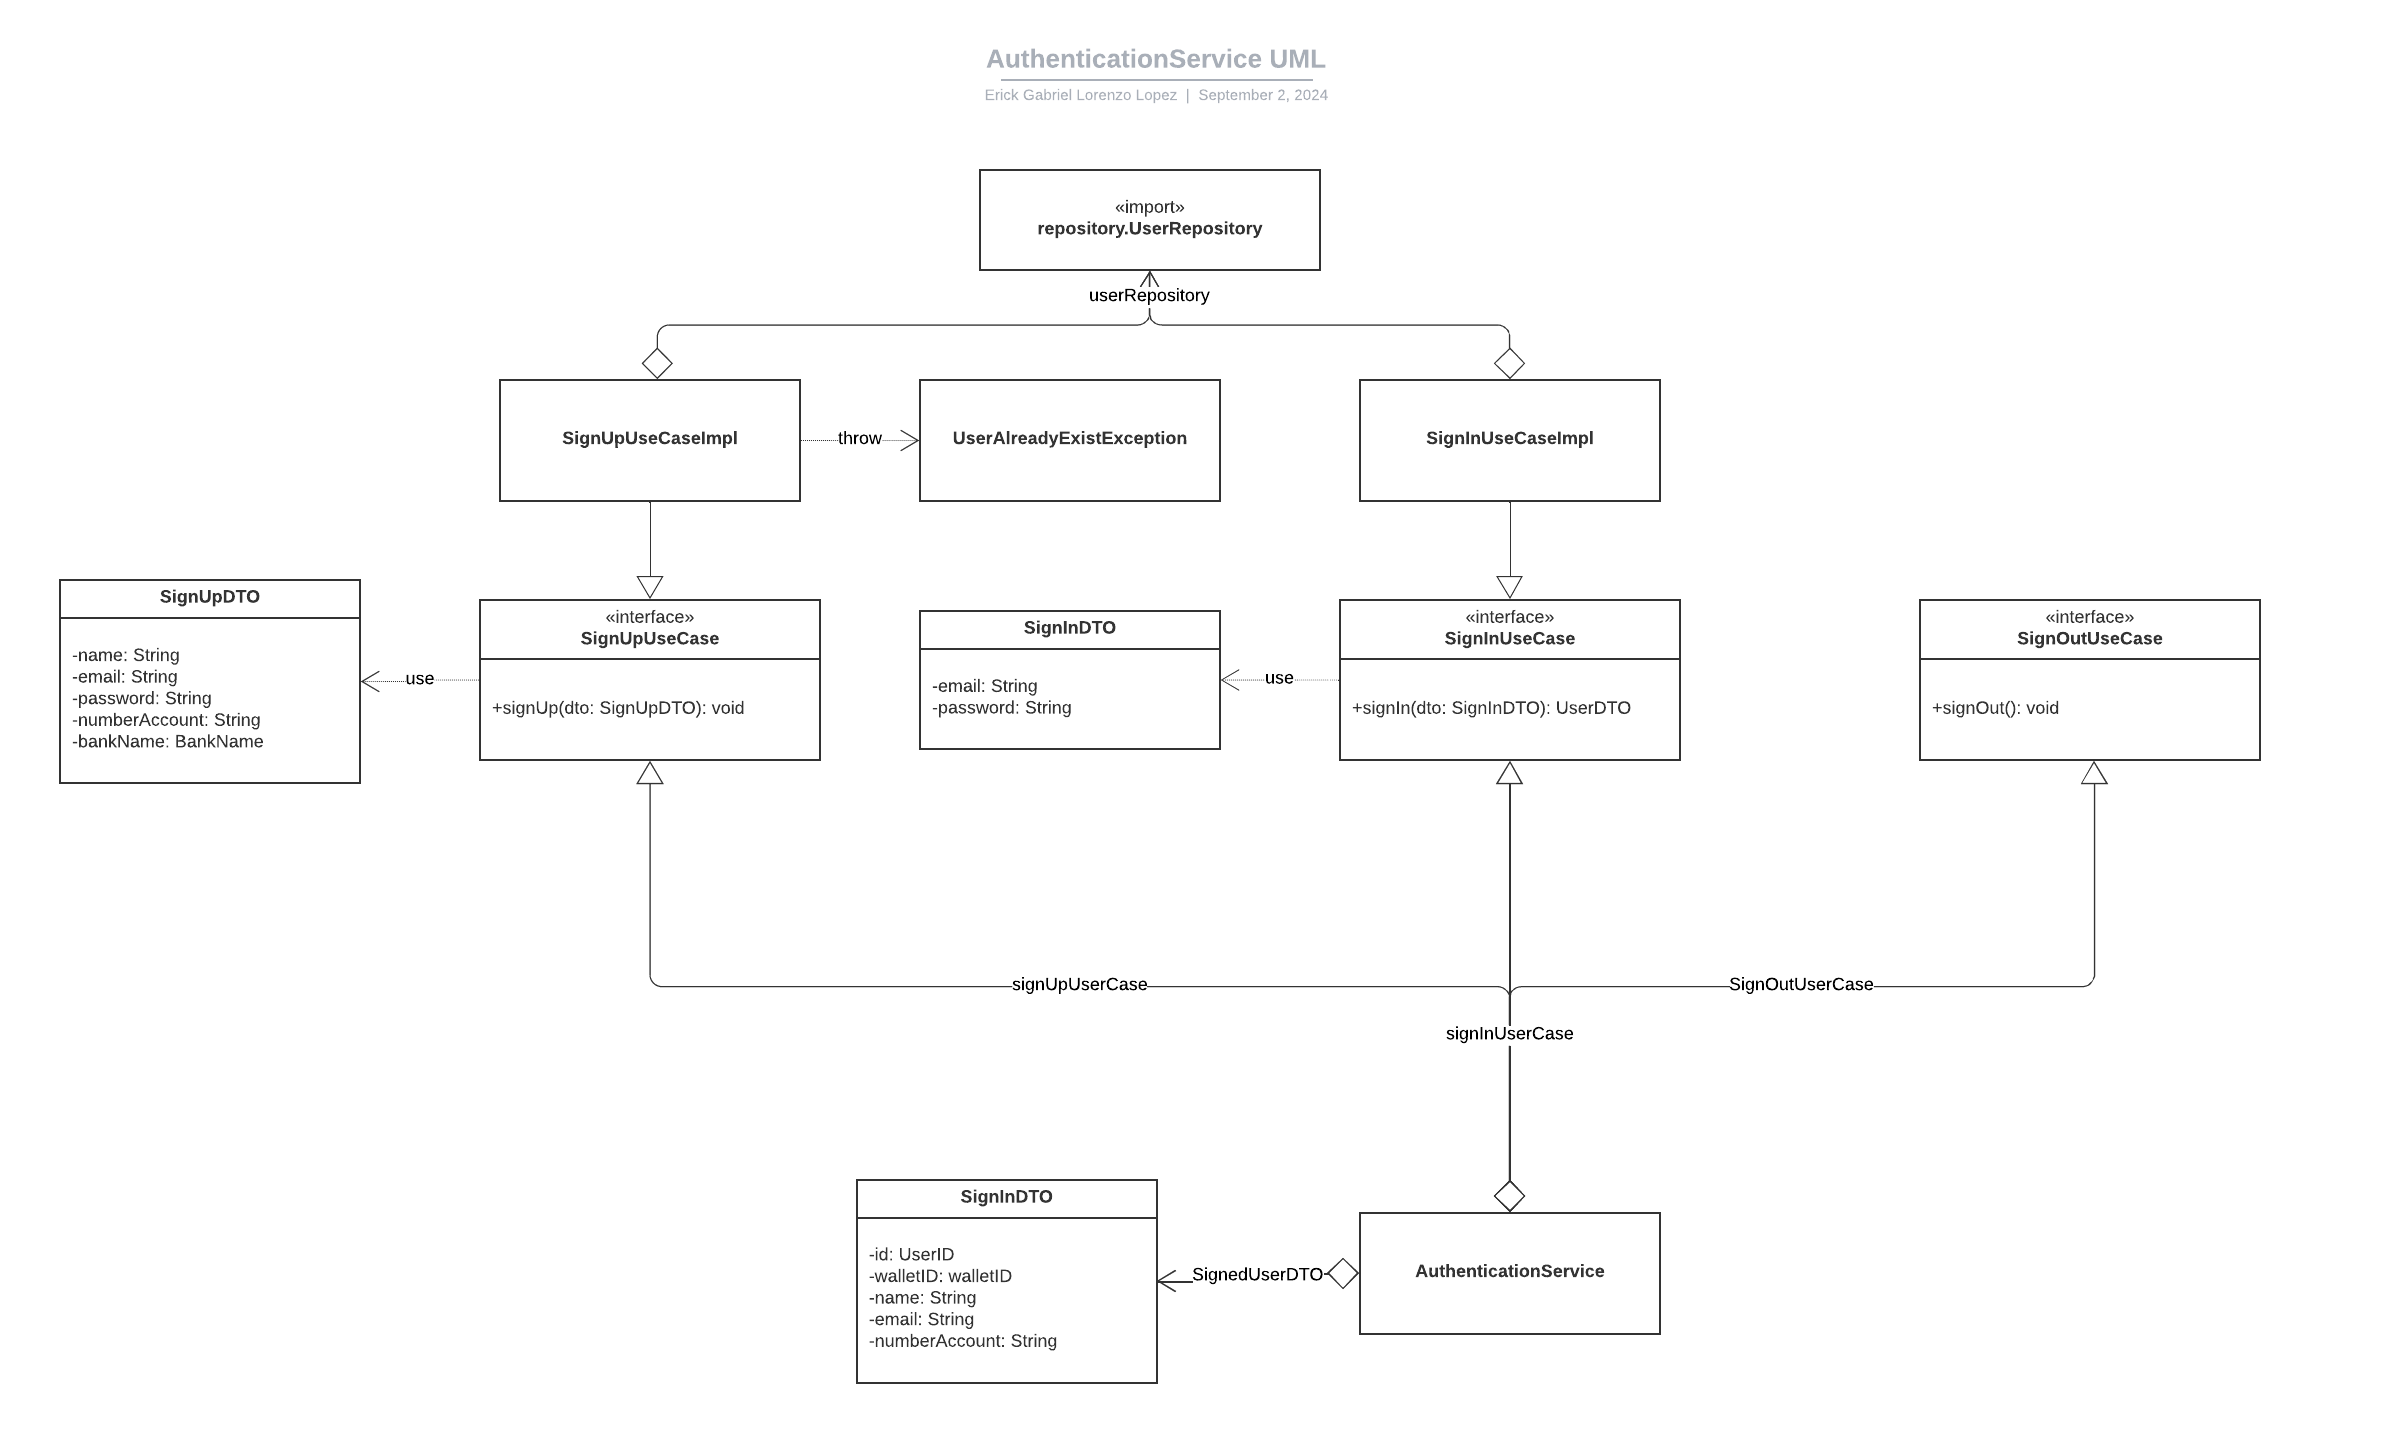 AuthenticationService UML
Erick Gabriel Lorenzo Lopez | September 2, 2024
«import»
repository.UserRepository
userRepository
SignUpUseCaseImpl
throw
UserAlreadyExistException
SignInUseCaseImpl
SignUpDTO
-name: String
-email: String
-password: String
-numberAccount: String
-bankName: BankName
use
«interface»
SignUpUseCase
+signUp(dto: SignUpDTO): void
SignInDTO
-email: String
-password: String
use
«interface»
SignInUseCase
+signIn(dto: SignInDTO): UserDTO
«interface»
SignOutUseCase
+signOut(): void
signUpUserCase
SignOutUserCase
signInUserCase
SignInDTO
-id: UserID
-walletID: walletID
-name: String
-email: String
-numberAccount: String
SignedUserDTO
AuthenticationService